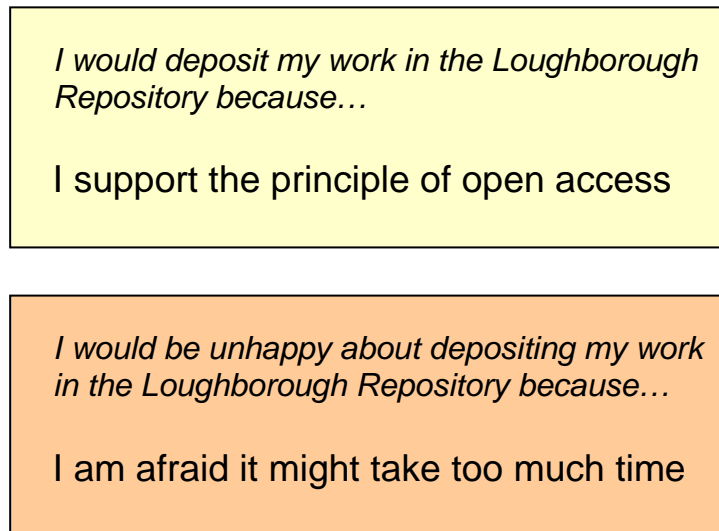 I would deposit my work in the Loughborough
Repository because…
I support the principle of open access
I would be unhappy about depositing my work
in the Loughborough Repository because…
I am afraid it might take too much time